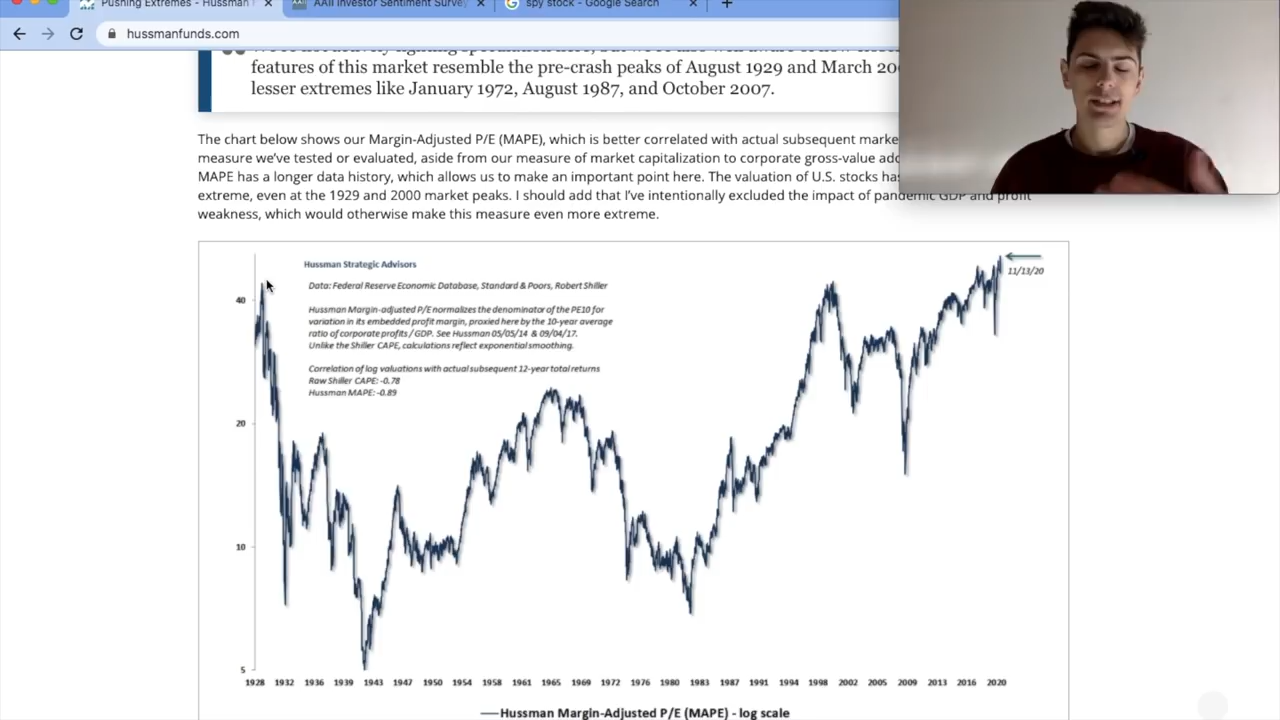 Pushing Extremes - Hussman
AAII Investor Sentiment Survey
spy stock - Google Search
hussmanfunds.com
features of this market resemble the pre-crash peaks of August 1929 and March
lesser extremes like January 1972, August 1987, and October 2007.
The chart below shows our Margin-Adjusted P/E (MAPE), which is better correlated with actual subsequent
measure we've tested or evaluated, aside from our measure of market capitalization to corporate gross-value
MAPE has a longer data history, which allows us to make an important point here. The valuation of U.S. stocks
extreme, even at the 1929 and 2000 market peaks. I should add that I've intentionally excluded the impact of pandemic GDP and profit
weakness, which would otherwise make this measure even more extreme.
Hussman Strategic Advisors
Data: Federal Reserve Economic Database, Standard & Poors, Robert Shiller
Hussman Margin-adjusted P/E normalizes the denominator of the PE10 for
variation in its embedded profit margin, proxied here by the 10-year average
ratio of corporate profits / GDP. See Hussman 05/05/14 & 09/04/17.
Unlike the Shiller CAPE, calculations reflect exponential smoothing.
Correlation of log valuations with actual subsequent 12-year total returns
Raw Shiller CAPE: -0.78
Hussman MAPE: -0.89
11/13/20
40
20
10
5
1928 1932 1936 1939 1943 1947 1950 1954 1958 1961 1965 1969 1972 1976 1980 1983 1987 1991 1994 1998 2002 2005 2009 2013 2016 2020
Hussman Margin-Adjusted P/E (MAPE) - log scale